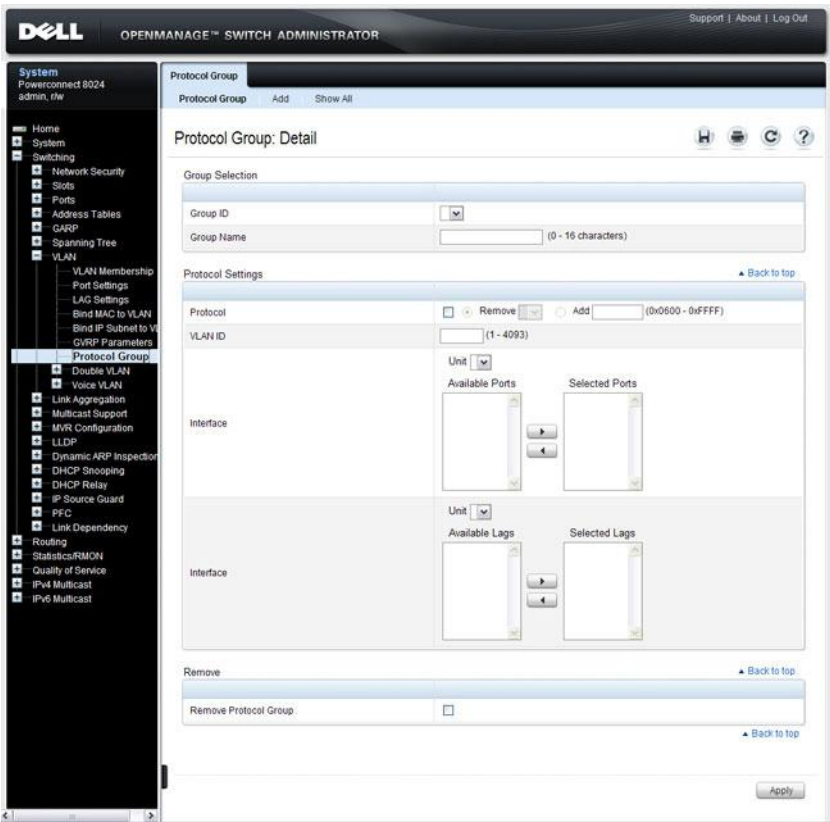 Support | About | Log Out
DELL OPENMANAGE™ SWITCH ADMINISTRATOR
System
Powerconnect 8024
admin, r/w
Home
System
Switching
Network Security
Slots
Ports
Address Tables
GARP
Spanning Tree
VLAN
VLAN Membership
Port Settings
LAG Settings
Bind MAC to VLAN
Bind IP Subnet to VL
GVRP Parameters
Protocol Group
Double VLAN
Voice VLAN
Link Aggregation
Multicast Support
MVR Configuration
LLDP
Dynamic ARP Inspection
DHCP Snooping
DHCP Relay
IP Source Guard
PFC
Link Dependency
Routing
Statistics/RMON
Quality of Service
IPv4 Multicast
IPv6 Multicast
Protocol Group
Protocol Group Add Show All
Protocol Group: Detail
Group Selection
Group ID
Group Name (0 - 16 characters)
Protocol Settings Back to top
Protocol Remove Add (0x0600 - 0xFFFF)
VLAN ID (1 - 4093)
Unit
Available Ports Selected Ports
Interface
Unit
Available Lags Selected Lags
Interface
Remove Back to top
Remove Protocol Group
Back to top
Apply